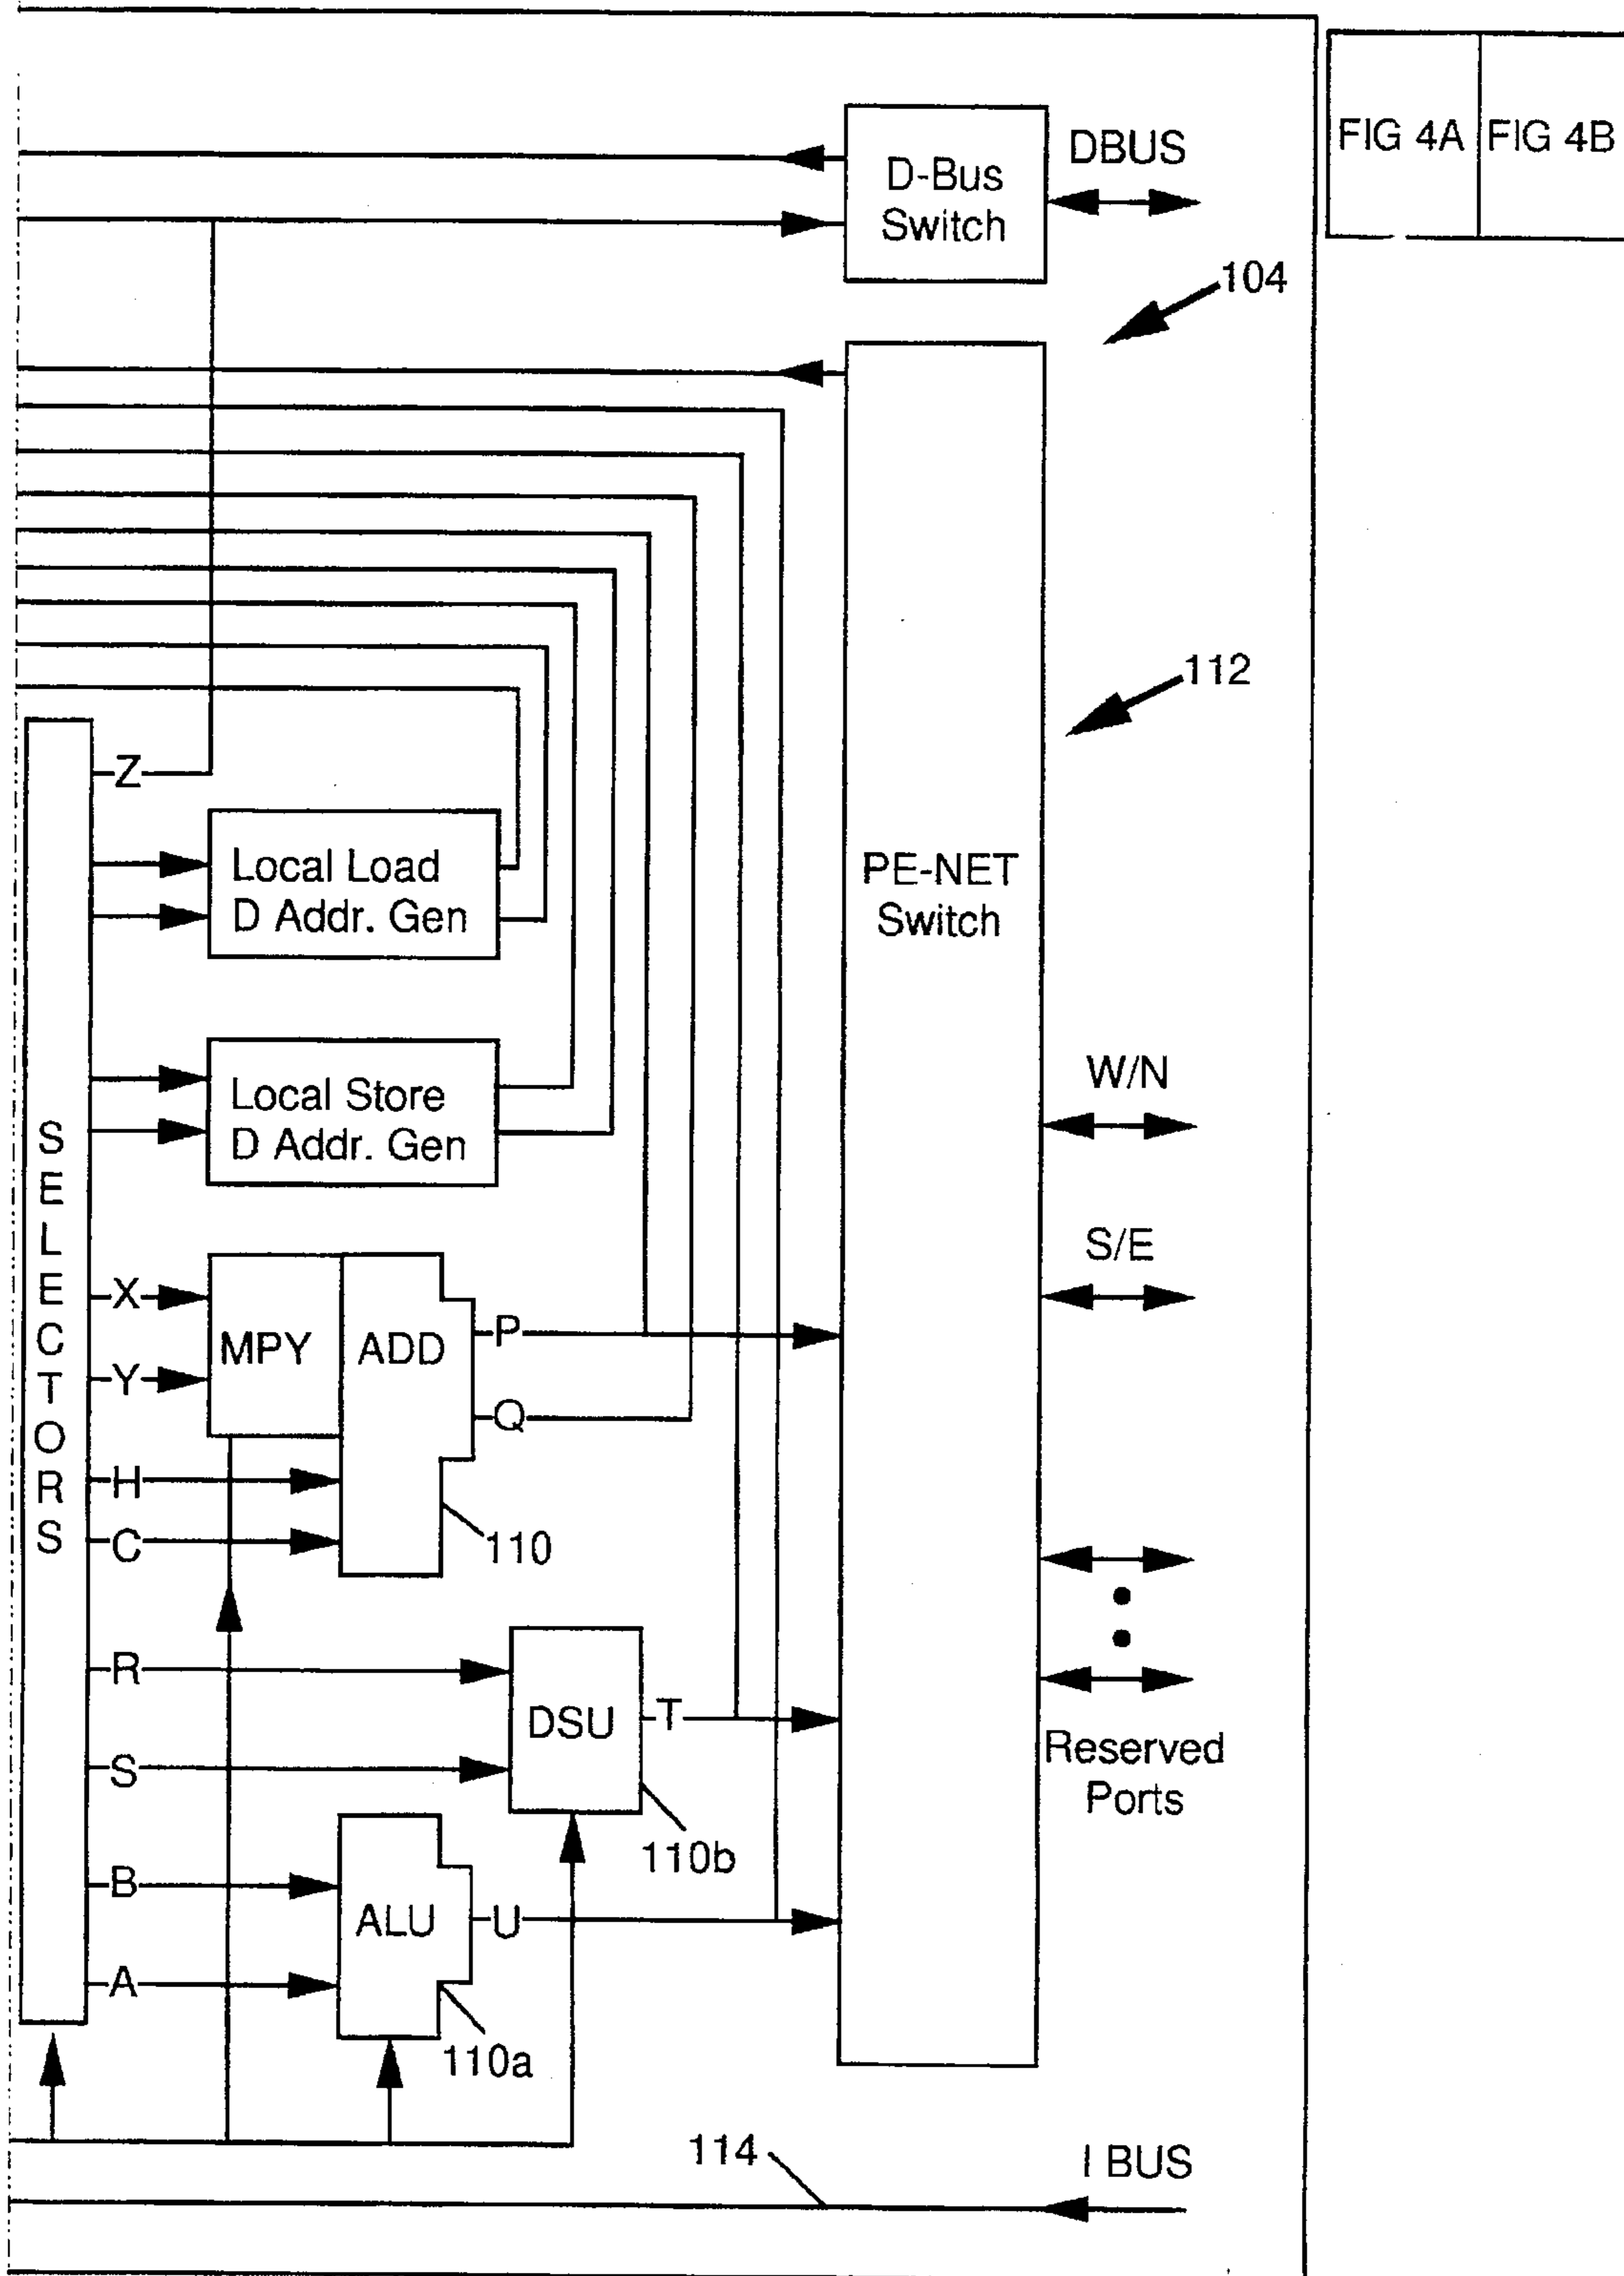 FIG 4A FIG 4B
DBUS
D-Bus
Switch
104
112
Z
Local Load
D Addr. Gen
PE-NET
Switch
W/N
Local Store
D Addr. Gen
SELECTORS
S/E
X
MPY
ADD
P
Y
Q
H
C
110
R
DSU
T
S
Reserved
Ports
110b
B
ALU
U
A
110a
114
I BUS